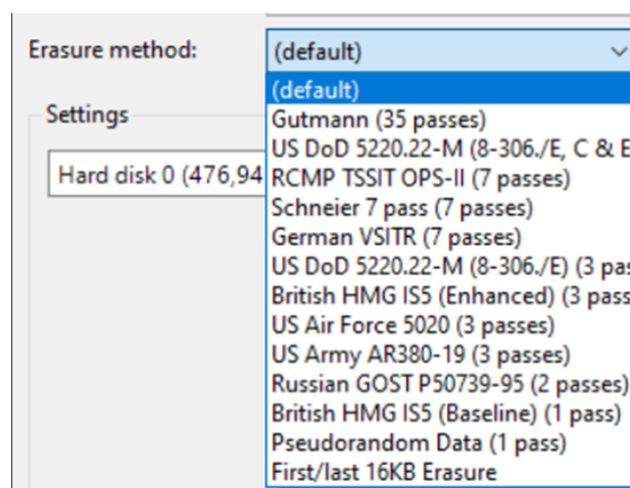 Erasure method:
(default)
(default)
Settings
Gutmann (35 passes)
US DoD 5220.22-M (8-306./E, C & E
Hard disk 0 (476,94
RCMP TSSIT OPS-II (7 passes)
Schneier 7 pass (7 passes)
German VSITR (7 passes)
US DoD 5220.22-M (8-306./E) (3 pas
British HMG IS5 (Enhanced) (3 pass
US Air Force 5020 (3 passes)
US Army AR380-19 (3 passes)
Russian GOST P50739-95 (2 passes)
British HMG IS5 (Baseline) (1 pass)
Pseudorandom Data (1 pass)
First/last 16KB Erasure